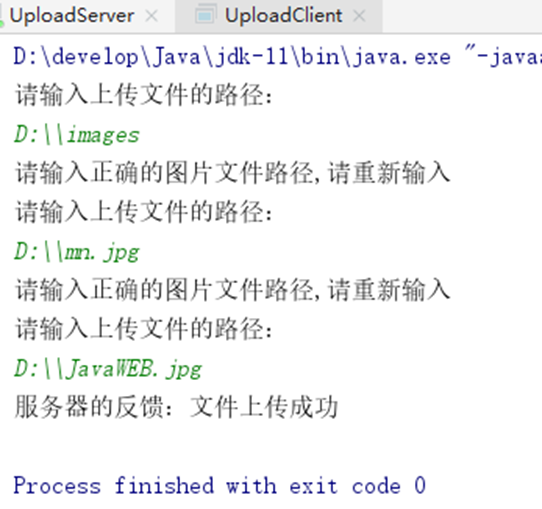 UploadServer UploadClient
D:\develop\Java\jdk-11\bin\java.exe "-java
请输入上传文件的路径：
D:\\images
请输入正确的图片文件路径,请重新输入
请输入上传文件的路径：
D:\\mn.jpg
请输入正确的图片文件路径,请重新输入
请输入上传文件的路径：
D:\\JavaWEB.jpg
服务器的反馈：文件上传成功
Process finished with exit code 0